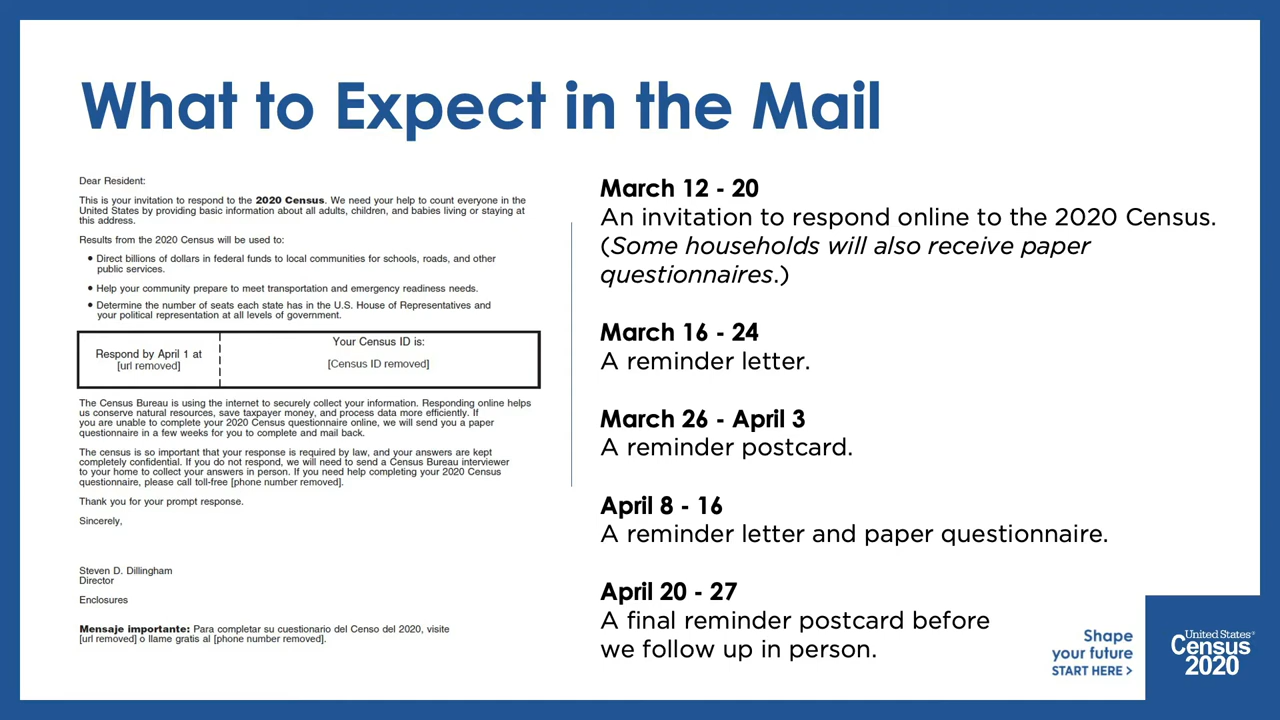 What to Expect in the Mail
Dear Resident:
This is your invitation to respond to the 2020 Census. We need your help to count everyone in the
United States by providing basic information about all adults, children, and babies living or staying at
this address.
Results from the 2020 Census will be used to:
● Direct billions of dollars in federal funds to local communities for schools, roads, and other
public services.
● Help your community prepare to meet transportation and emergency readiness needs.
● Determine the number of seats each state has in the U.S. House of Representatives and
your political representation at all levels of government.
Respond by April 1 at
[url removed]
Your Census ID is:
[Census ID removed]
The Census Bureau is using the internet to securely collect your information. Responding online helps
us conserve natural resources, save taxpayer money, and process data more efficiently. If
you are unable to complete your 2020 Census questionnaire online, we will send you a paper
questionnaire in a few weeks for you to complete and mail back.
The census is so important that your response is required by law, and your answers are kept
completely confidential. If you do not respond, we will need to send a Census Bureau interviewer
to your home to collect your answers in person. If you need help completing your 2020 Census
questionnaire, please call toll-free [phone number removed].
Thank you for your prompt response.
Sincerely,
Steven D. Dillingham
Director
Enclosures
Mensaje importante: Para completar su cuestionario del Censo del 2020, visite
[url removed] o llame gratis al [phone number removed].
March 12 - 20
An invitation to respond online to the 2020 Census.
(Some households will also receive paper
questionnaires.)
March 16 - 24
A reminder letter.
March 26 - April 3
A reminder postcard.
April 8 - 16
A reminder letter and paper questionnaire.
April 20 - 27
A final reminder postcard before
we follow up in person.
Shape
your future
START HERE >
United States®
Census
2020